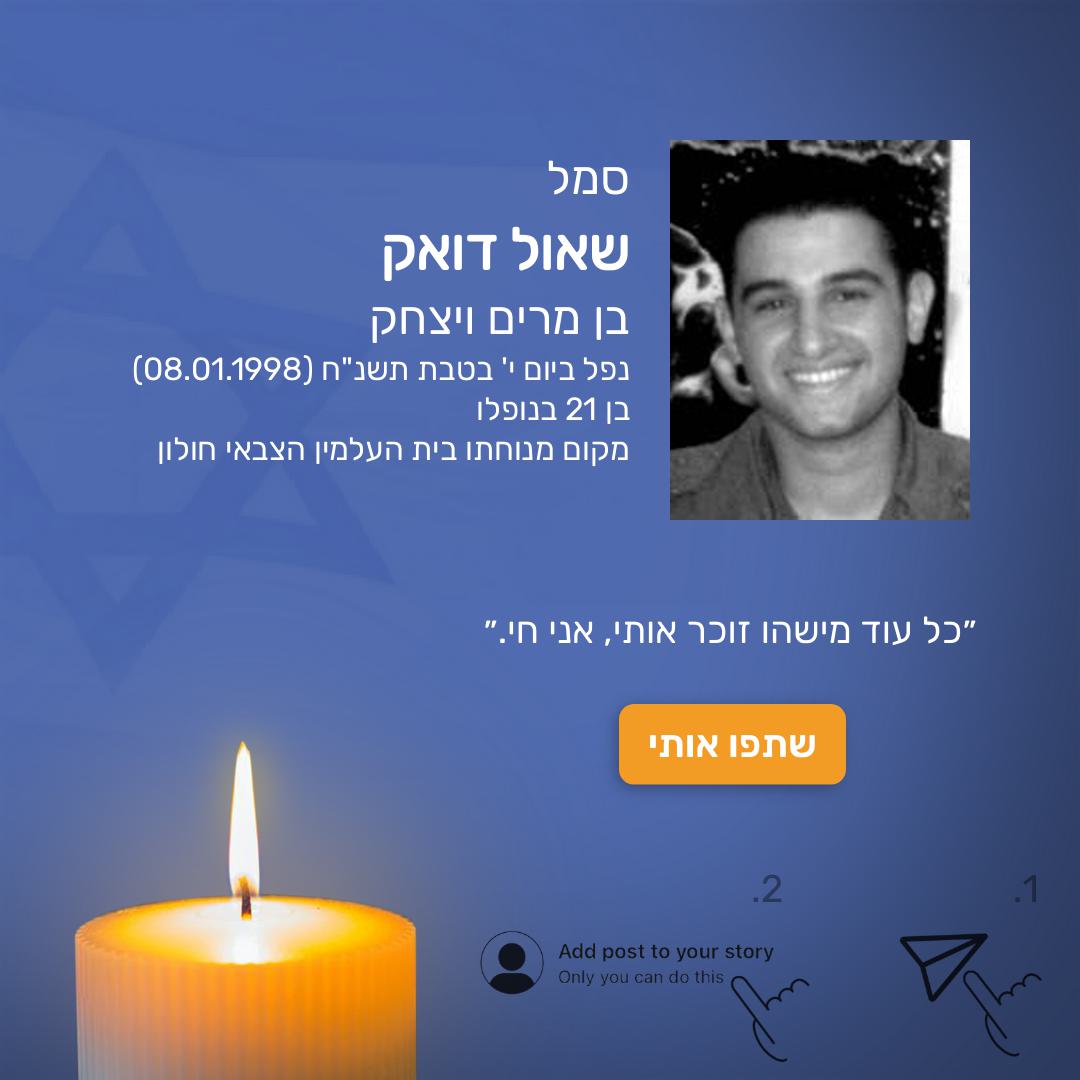 סמל
שאול דואק
בן מרים ויצחק
נפל ביום י' בטבת תשנ"ח (08.01.1998)
בן 21 בנופלו
מקום מנוחתו בית העלמין הצבאי חולון
״כל עוד מישהו זוכר אותי, אני חי.״
שתפו אותי
1.
2.
Add post to your story
Only you can do this